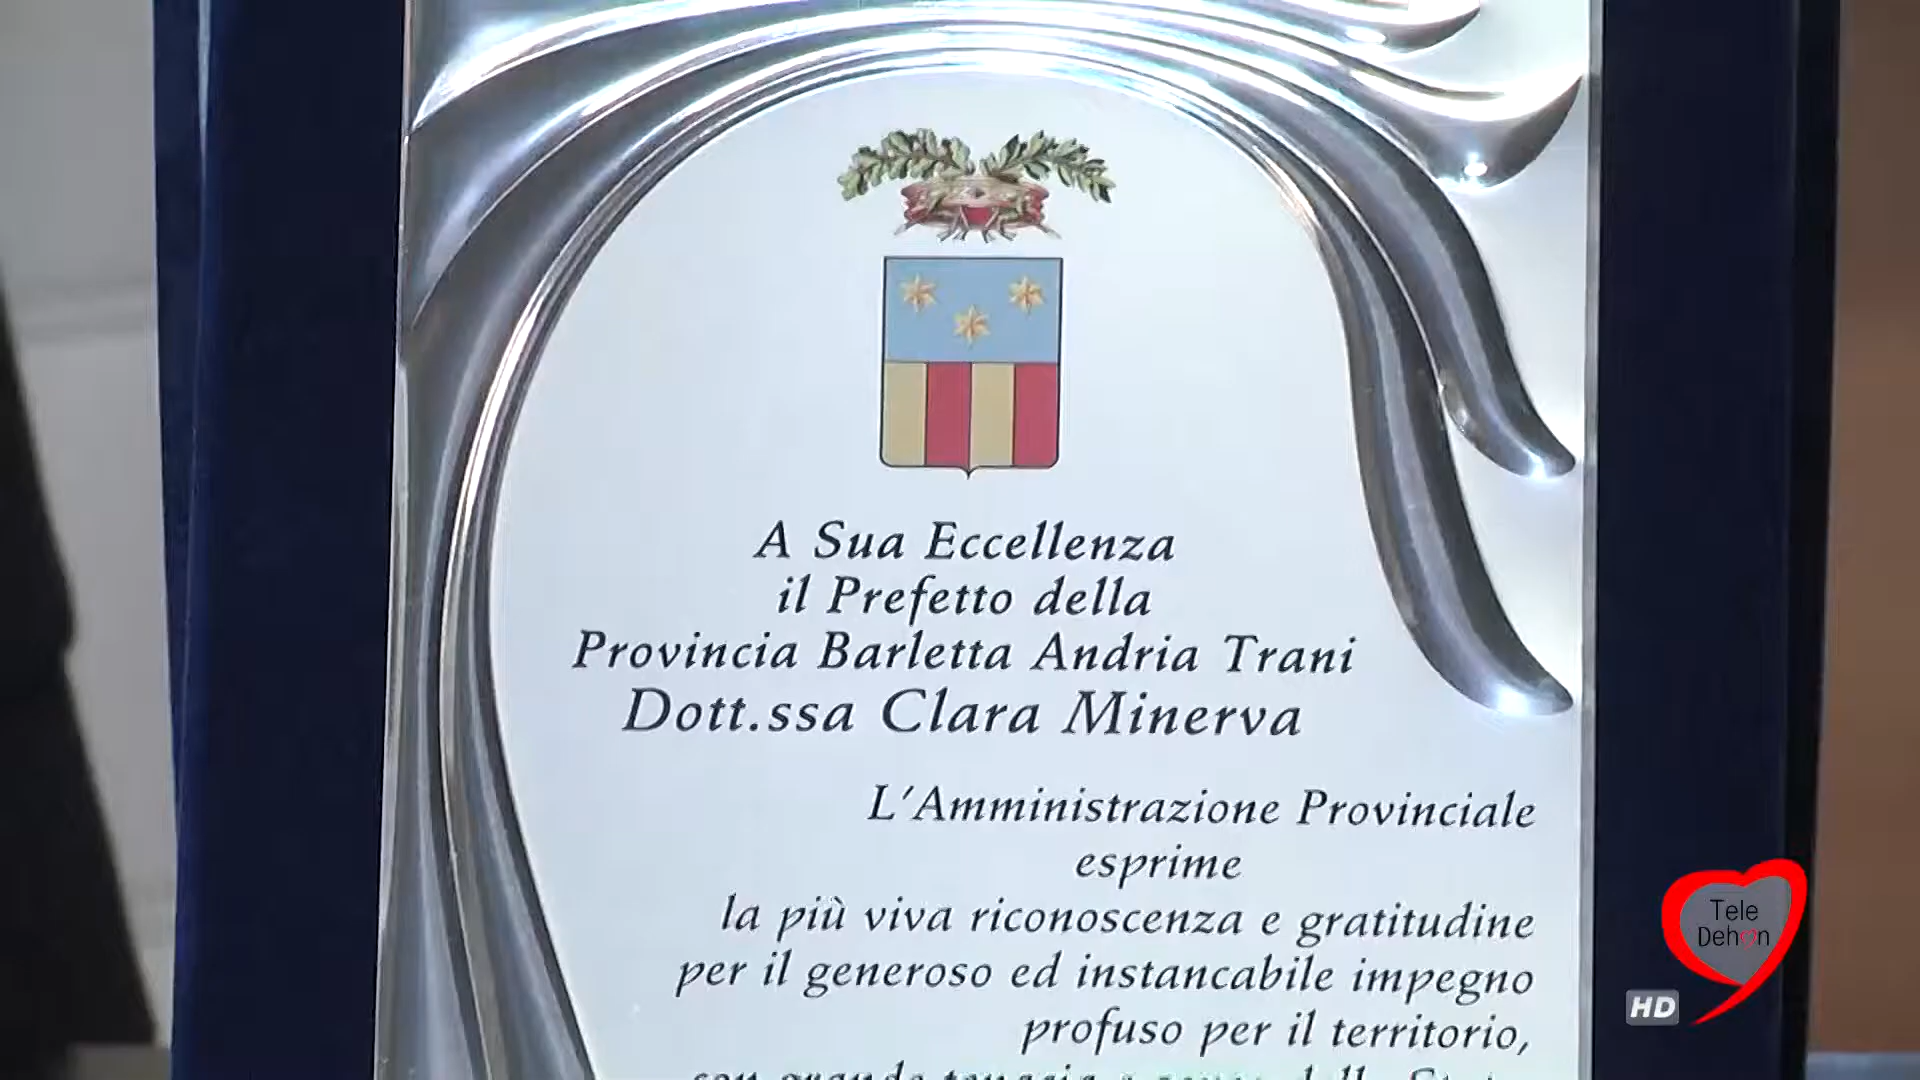 A Sua Eccellenza
il Prefetto della
Provincia Barletta Andria Trani
Dott.ssa Clara Minerva
L'Amministrazione Provinciale
esprime
la più viva riconoscenza e gratitudine
per il generoso ed instancabile impegno
profuso per il territorio,
Tele
Dehon
HD